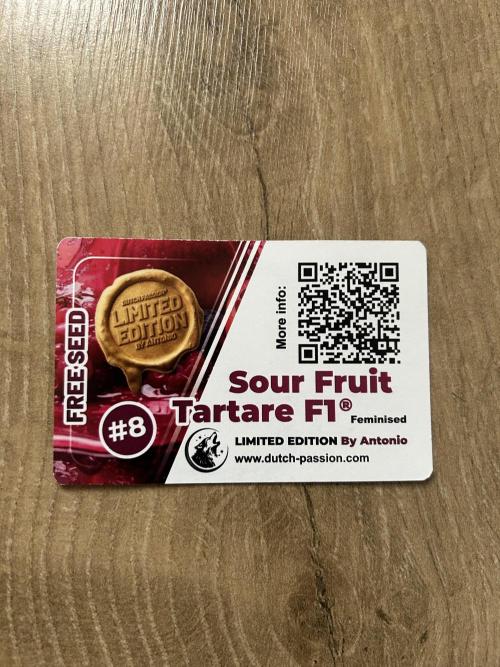 FREE SEED
DUTCH PASSION®
LIMITED
EDITION
BY ANTONIO
#8
More info:
Sour Fruit
Tartare F1®
Feminised
LIMITED EDITION By Antonio
www.dutch-passion.com